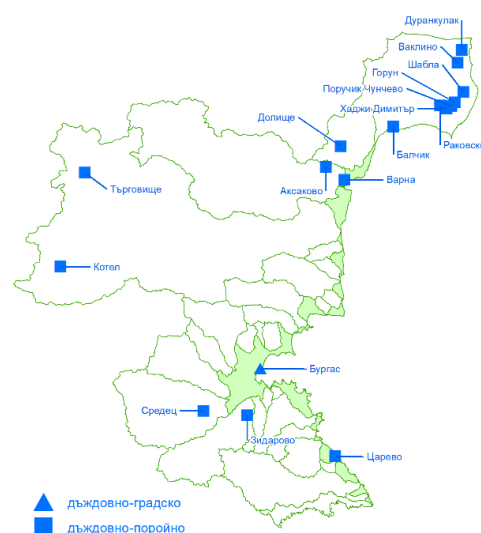 Дуранкулак
Ваклино
Шабла
Горун
Поручик Чунчево
Хаджи Димитър
Долище
Раковски
Балчик
Търговище
Аксаково
Варна
Котел
Бургас
Средец
Зидарово
Царево
дъждовно-градско
дъждовно-поройно